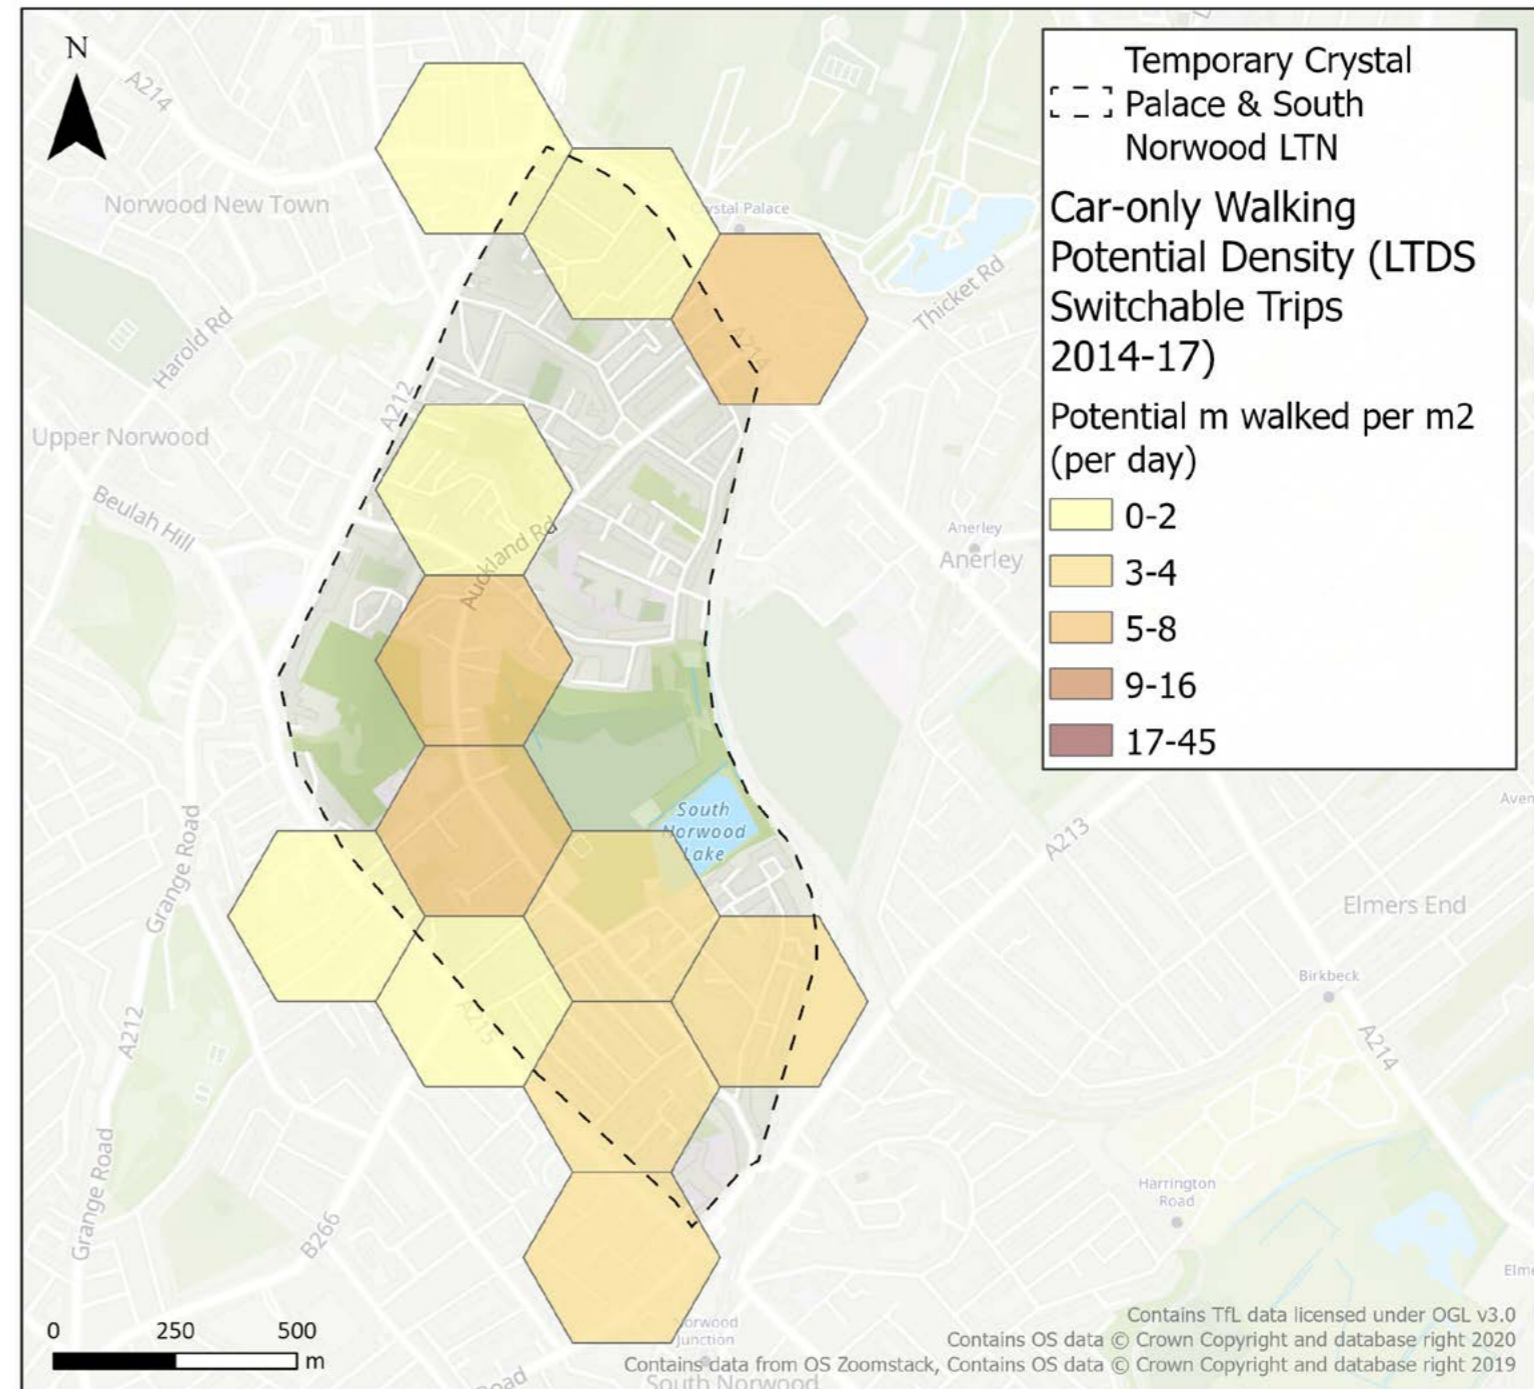 N
A214
Norwood New Town
Harold Rd
A212
Upper Norwood
Beulah Hill
Auckland Rd
A214
Thicket Rd
Anerley
Anerley
South
Norwood
Lake
Grange Road
A212
A215
A213
Elmers End
Birkbeck
A214
Grange Road
B266
Harrington
Road
Junction
South Norwood
Road
Temporary Crystal
Palace & South
Norwood LTN
Car-only Walking
Potential Density (LTDS
Switchable Trips
2014-17)
Potential m walked per m2
(per day)
0-2
3-4
5-8
9-16
17-45
0 250 500
m
Contains TfL data licensed under OGL v3.0
Contains OS data © Crown Copyright and database right 2020
Contains data from OS Zoomstack, Contains OS data © Crown Copyright and database right 2019